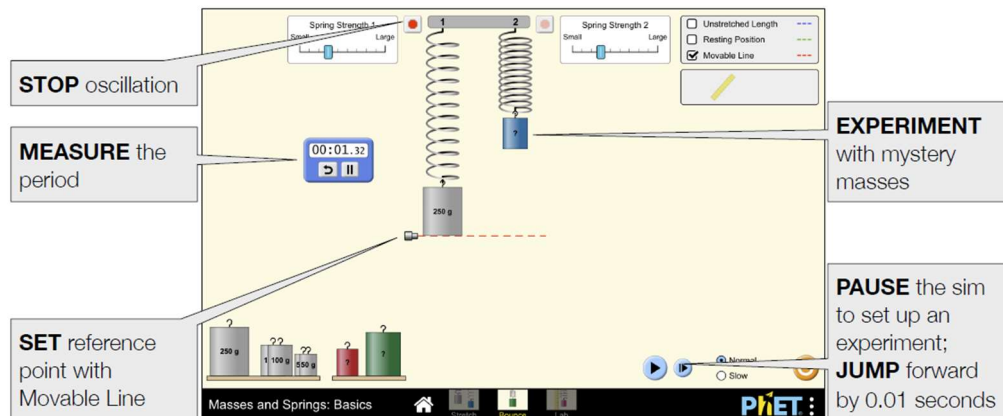 Spring Strength 1
Small Large
1
2
Spring Strength 2
Small Large
Unstretched Length
Resting Position
Movable Line
STOP oscillation
MEASURE the
period
00:01.32
?
EXPERIMENT
with mystery
masses
250 g
SET reference
point with
Movable Line
?
250 g
? ?
100 g
?
?
?
?
?
Normal
Slow
PAUSE the sim
to set up an
experiment;
JUMP forward
by 0.01 seconds
Masses and Springs: Basics
Stretch
Bounce
Lab
PhET